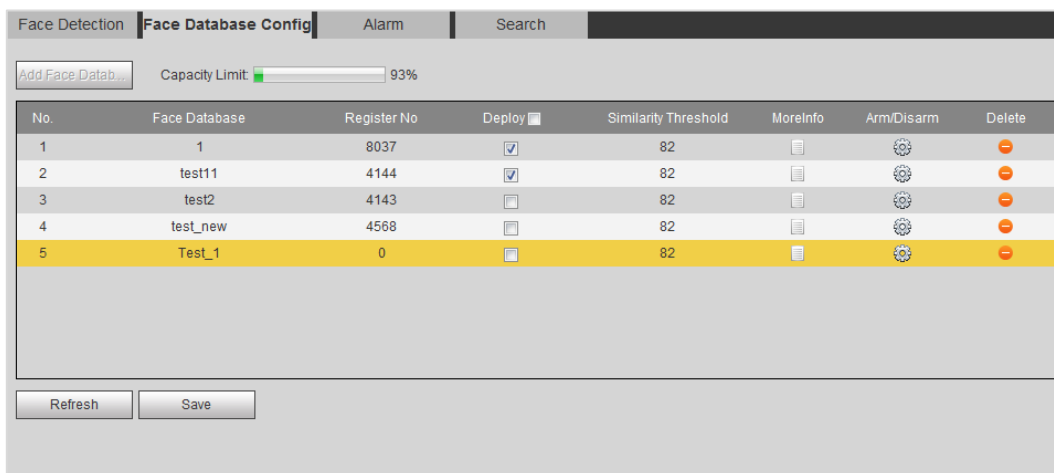 Face Detection Face Database Config Alarm Search
Add Face Datab... Capacity Limit: 93%
No. Face Database Register No Deploy Similarity Threshold MoreInfo Arm/Disarm Delete
1 1 8037 82
2 test11 4144 82
3 test2 4143 82
4 test_new 4568 82
5 Test_1 0 82
Refresh Save